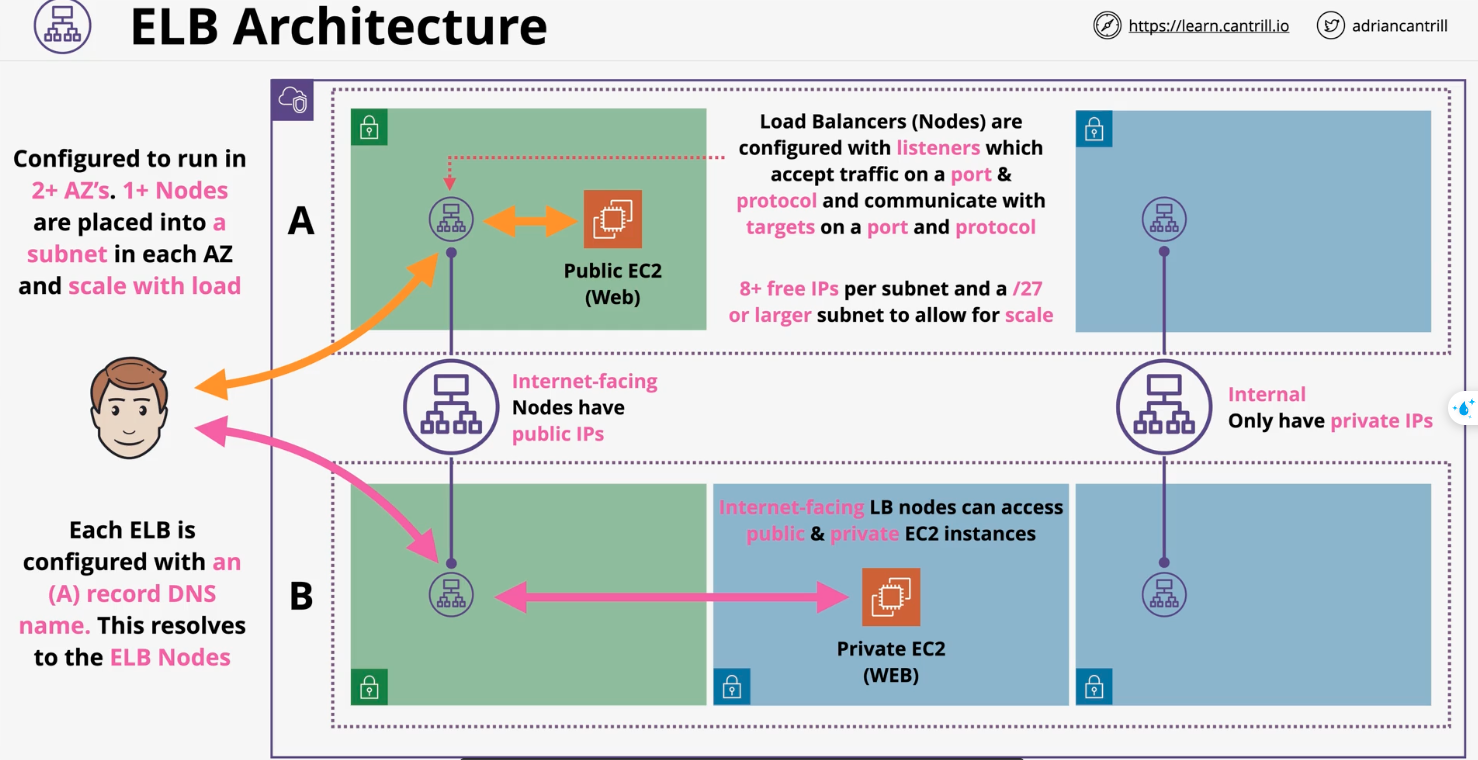 ELB Architecture
https://learn.cantrill.io
adriancantrill
Configured to run in
2+ AZ's. 1+ Nodes
are placed into a
subnet in each AZ
and scale with load
A
Public EC2
(Web)
Load Balancers (Nodes) are
configured with listeners which
accept traffic on a port &
protocol and communicate with
targets on a port and protocol
8+ free IPs per subnet and a /27
or larger subnet to allow for scale
Internet-facing
Nodes have
public IPs
Internal
Only have private IPs
Each ELB is
configured with an
(A) record DNS
name. This resolves
to the ELB Nodes
B
Internet-facing LB nodes can access
public & private EC2 instances
Private EC2
(WEB)